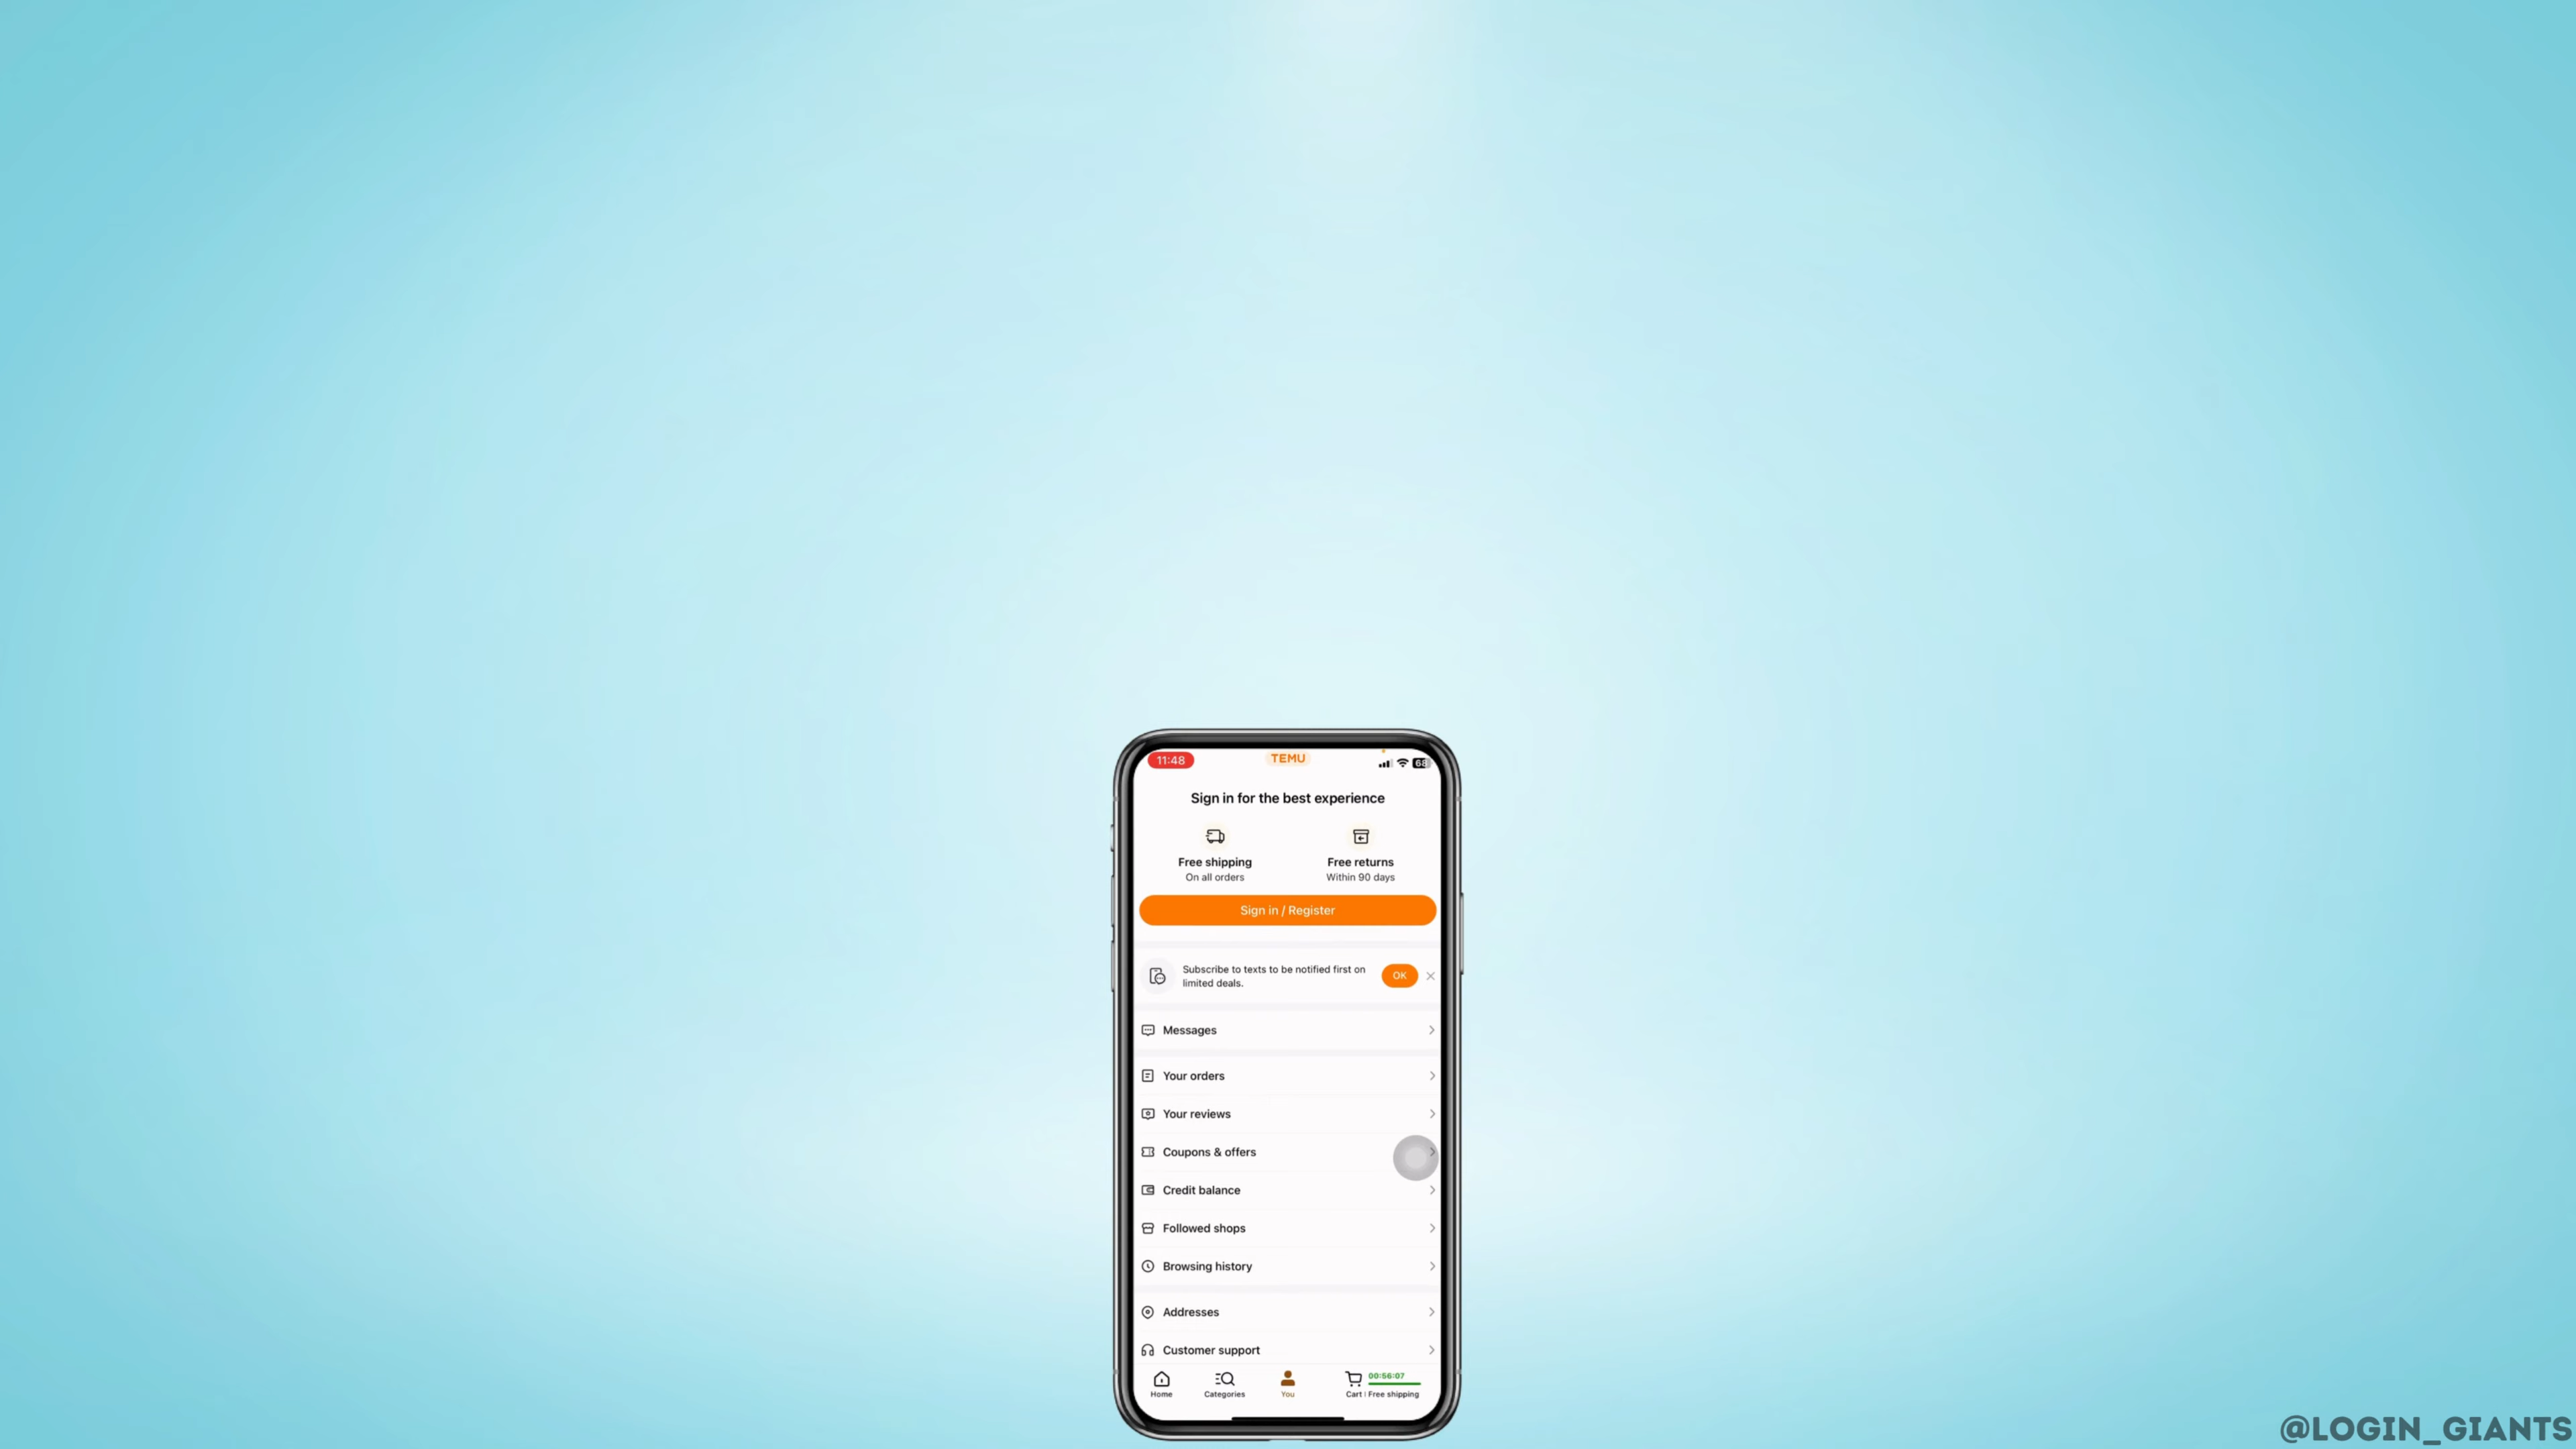 11:48
TEMU
68
Sign in for the best experience
Free shipping
On all orders
Free returns
Within 90 days
Sign in / Register
Subscribe to texts to be notified first on
limited deals.
OK
Messages
Your orders
Your reviews
Coupons & offers
Credit balance
Followed shops
Browsing history
Addresses
Customer support
00:56:07
Home
Categories
You
Cart | Free shipping
@LOGIN_GIANTS